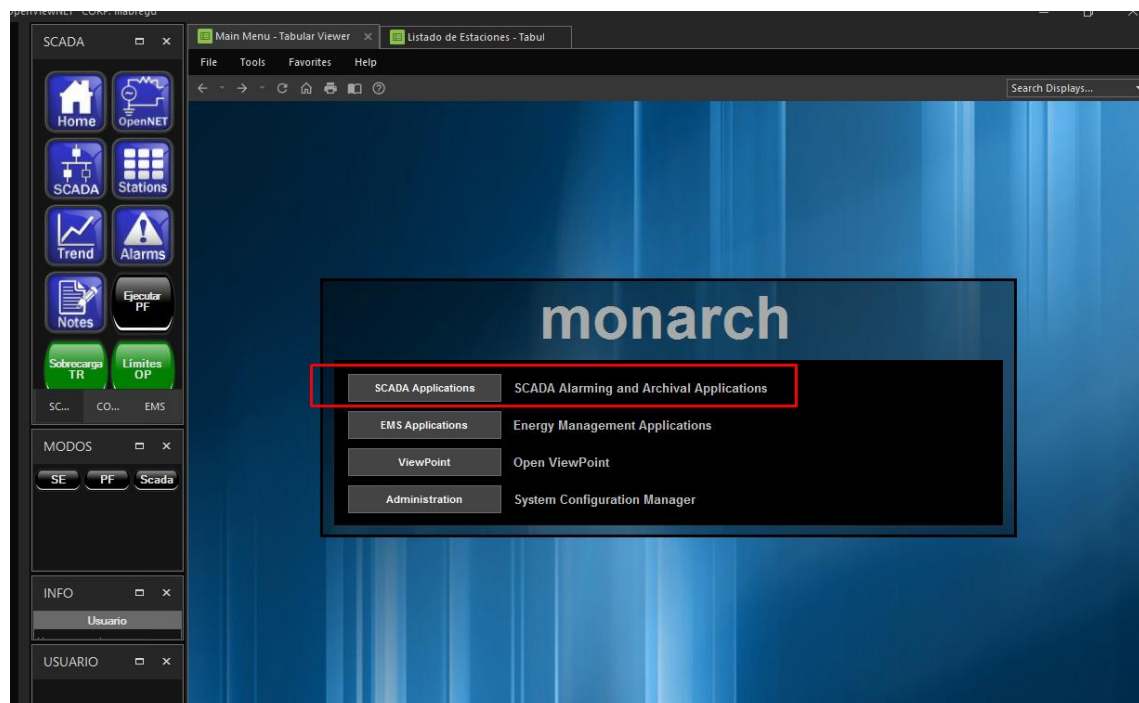 SCADA
Home
OpenNET
SCADA
Stations
Trend
Alarms
Notes
Ejecutar
PF
Sobrecarga
TR
Límites
OP
SC... CO... EMS
MODOS
SE PF Scada
INFO
Usuario
USUARIO
Main Menu - Tabular Viewer
Listado de Estaciones - Tabul
File Tools Favorites Help
Search Displays...
monarch
SCADA Applications SCADA Alarming and Archival Applications
EMS Applications Energy Management Applications
ViewPoint Open ViewPoint
Administration System Configuration Manager